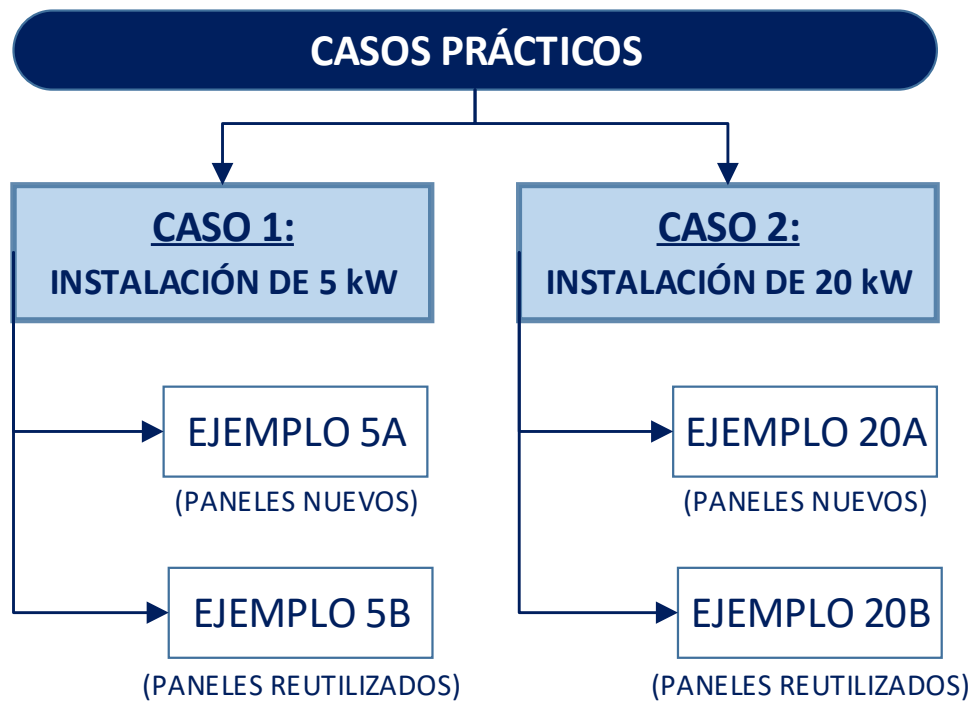 CASOS PRÁCTICOS
CASO 1:
INSTALACIÓN DE 5 kW
EJEMPLO 5A
(PANELES NUEVOS)
EJEMPLO 5B
(PANELES REUTILIZADOS)
CASO 2:
INSTALACIÓN DE 20 kW
EJEMPLO 20A
(PANELES NUEVOS)
EJEMPLO 20B
(PANELES REUTILIZADOS)